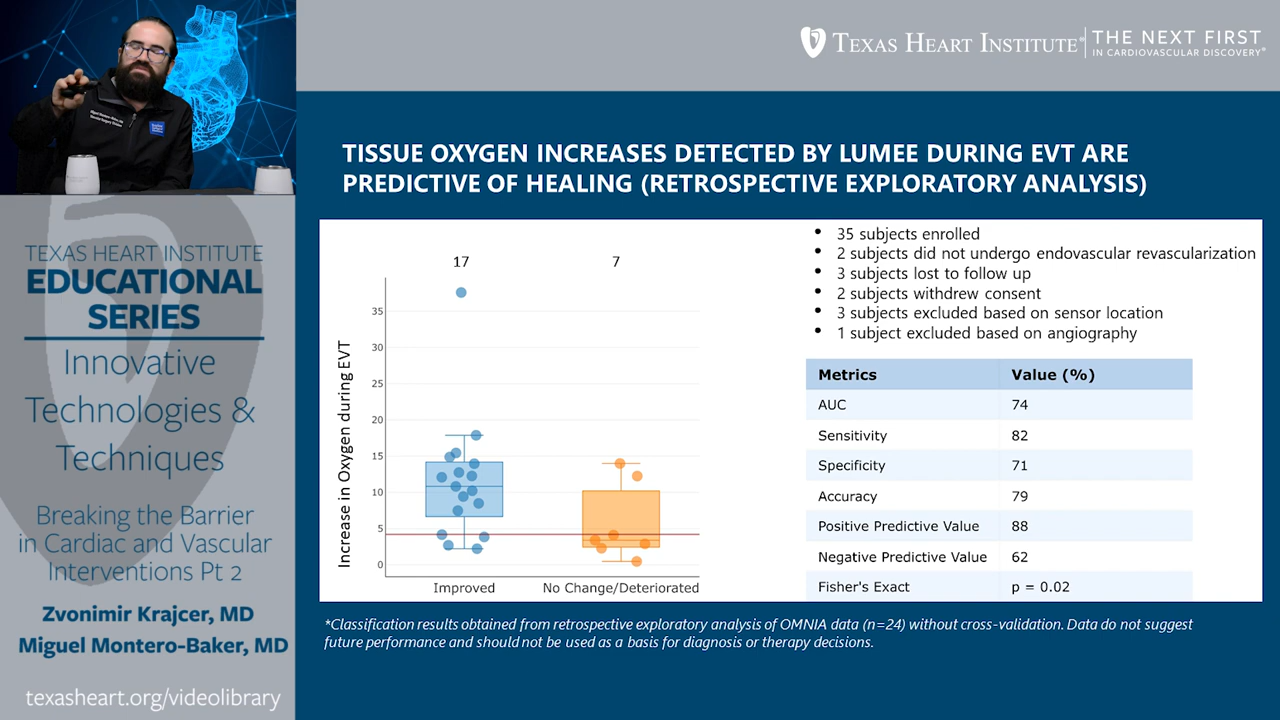 TEXAS HEART INSTITUTE®
THE NEXT FIRST
IN CARDIOVASCULAR DISCOVERY®
TEXAS HEART INSTITUTE
EDUCATIONAL
SERIES
Innovative
Technologies &
Techniques
Breaking the Barrier
in Cardiac and Vascular
Interventions Pt 2
Zvonimir Krajcer, MD
Miguel Montero-Baker, MD
texasheart.org/videolibrary
TISSUE OXYGEN INCREASES DETECTED BY LUMEE DURING EVT ARE
PREDICTIVE OF HEALING (RETROSPECTIVE EXPLORATORY ANALYSIS)
17 7
Increase in Oxygen during EVT
35
30
25
20
15
10
5
0
Improved No Change/Deteriorated
• 35 subjects enrolled
• 2 subjects did not undergo endovascular revascularization
• 3 subjects lost to follow up
• 2 subjects withdrew consent
• 3 subjects excluded based on sensor location
• 1 subject excluded based on angiography
Metrics Value (%)
AUC 74
Sensitivity 82
Specificity 71
Accuracy 79
Positive Predictive Value 88
Negative Predictive Value 62
Fisher's Exact p = 0.02
*Classification results obtained from retrospective exploratory analysis of OMNIA data (n=24) without cross-validation. Data do not suggest
future performance and should not be used as a basis for diagnosis or therapy decisions.